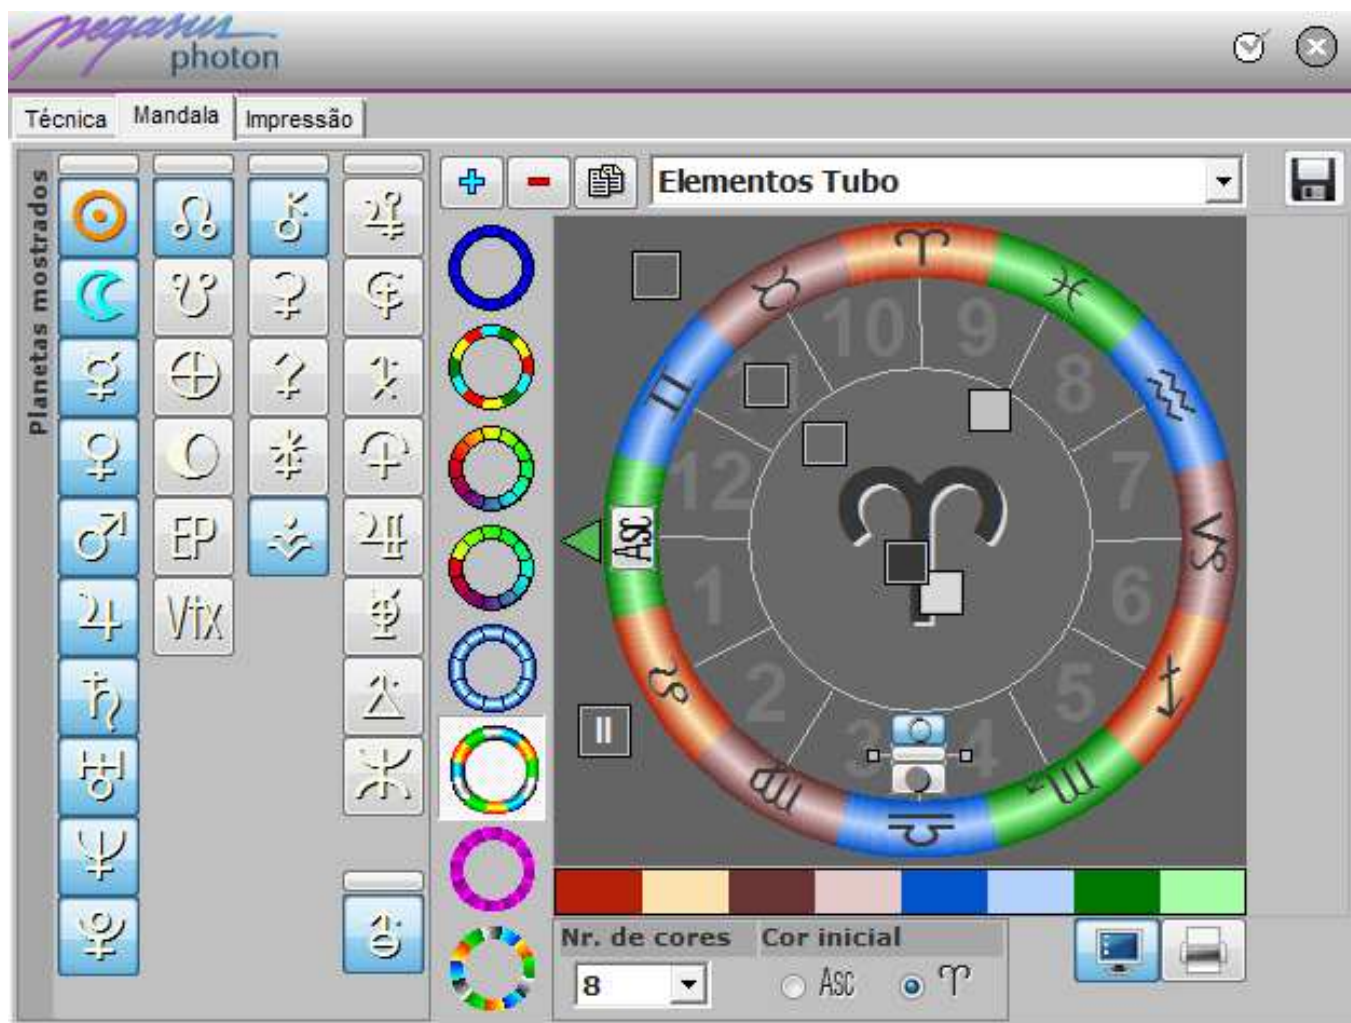 pegasus
photon
Técnica Mandala Impressão
Planetas mostrados
Elementos Tubo
EP
Vtx
10 9
8
12 7
Asc
1 6
2 5
3 4
II
Nr. de cores Cor inicial
8 Asc